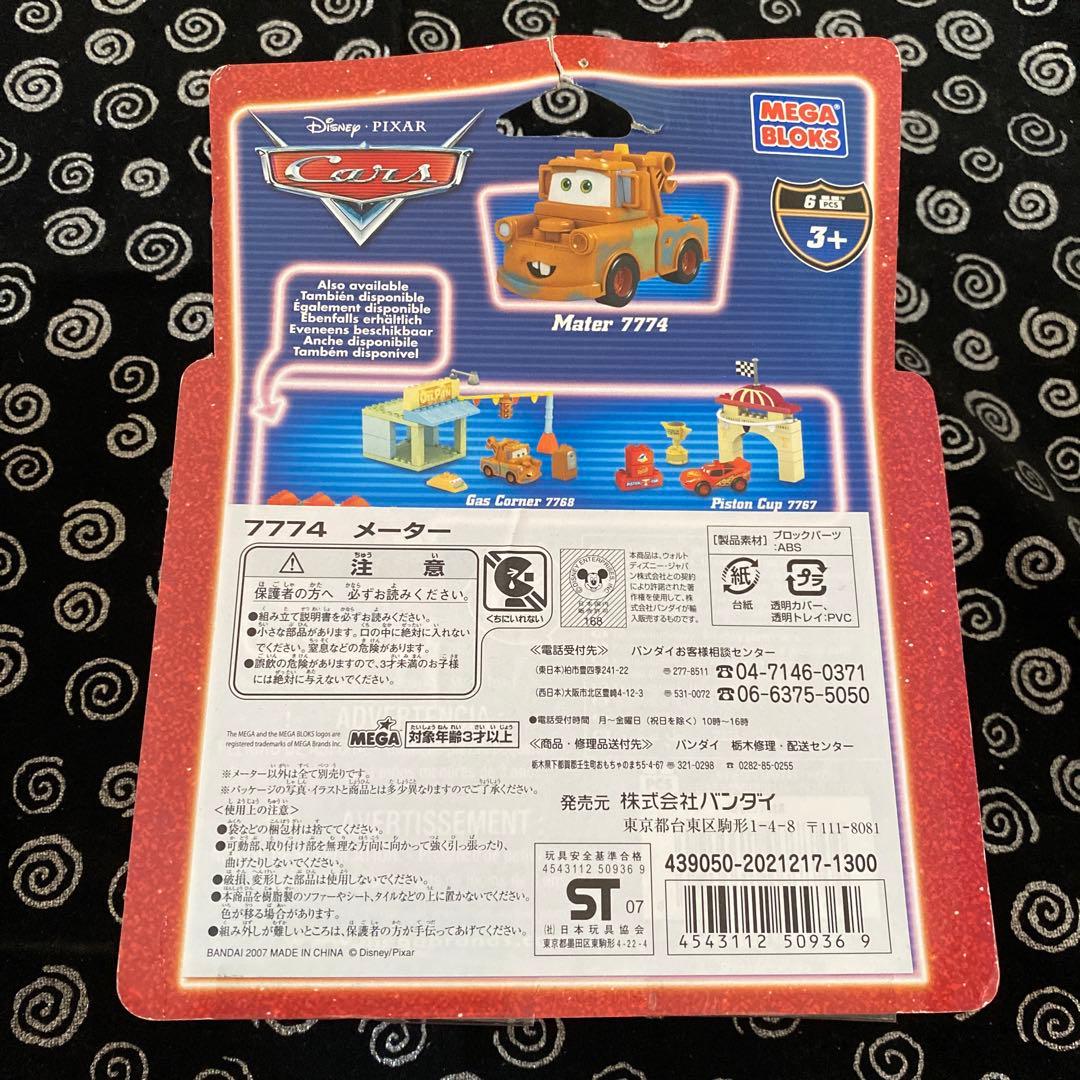 DISNEY · PIXAR
Cars
MEGA
BLOKS
6 PCS
3+
Mater 7774
Also available
También disponible
Également disponible
Ebenfalls erhältlich
Eveneens beschikbaar
Anche disponibile
Também disponível
Gas Corner 7768
Piston Cup 7767
7774 メーター
注意
保護者の方へ 必ずお読みください。
●組み立て説明書を必ずお読みください。
●小さな部品があります。口の中に絶対に入れない
でください。窒息などの危険があります。
●誤飲の危険がありますので、3才未満のお子様
には絶対に与えないでください。
くちにいれない
本商品は、ウォルト
ディズニー・ジャパ
ン株式会社との契約
により許諾された著
作権を使用して、株
式会社バンダイが輸
入販売するものです。
168
[製品素材]
ブロックパーツ
:ABS
紙
台紙
プラ
透明カバー、
透明トレイ:PVC
≪電話受付先≫ バンダイお客様相談センター
(東日本)柏市豊四季241-22 〒277-8511 ☎04-7146-0371
(西日本)大阪市北区豊崎4-12-3 〒531-0072 ☎06-6375-5050
●電話受付時間 月~金曜日(祝日を除く)10時~16時
≪商品・修理品送付先≫ バンダイ 栃木修理・配送センター
栃木県下都賀郡壬生町おもちゃのまち5-4-67 〒321-0298 ☎ 0282-85-0255
The MEGA and the MEGA BLOKS logos are
registered trademarks of MEGA Brands Inc.
MEGA
対象年齢3才以上
※メーター以外は全て別売りです。
※パッケージの写真・イラストと商品とは多少異なりますのでご了承ください。
<使用上の注意>
●袋などの梱包材は捨ててください。
●可動部、取り付け部を無理な方向に向かって強く引っ張ったり、
曲げたりしないでください。
●破損、変形した部品は使用しないでください。
●本商品を樹脂製のソファーやシート、タイルなどの上に置かないでください。
色が移る場合があります。
●組み外しが難しいところは、保護者の方が手伝ってあげてください。
BANDAI 2007 MADE IN CHINA © Disney/Pixar
発売元 株式会社バンダイ
東京都台東区駒形1-4-8 〒111-8081
玩具安全基準合格
4543112 50936 9
ST 07
(社)日本玩具協会
東京都墨田区東駒形4-22-4
439050-2021217-1300
4543112 50936 9